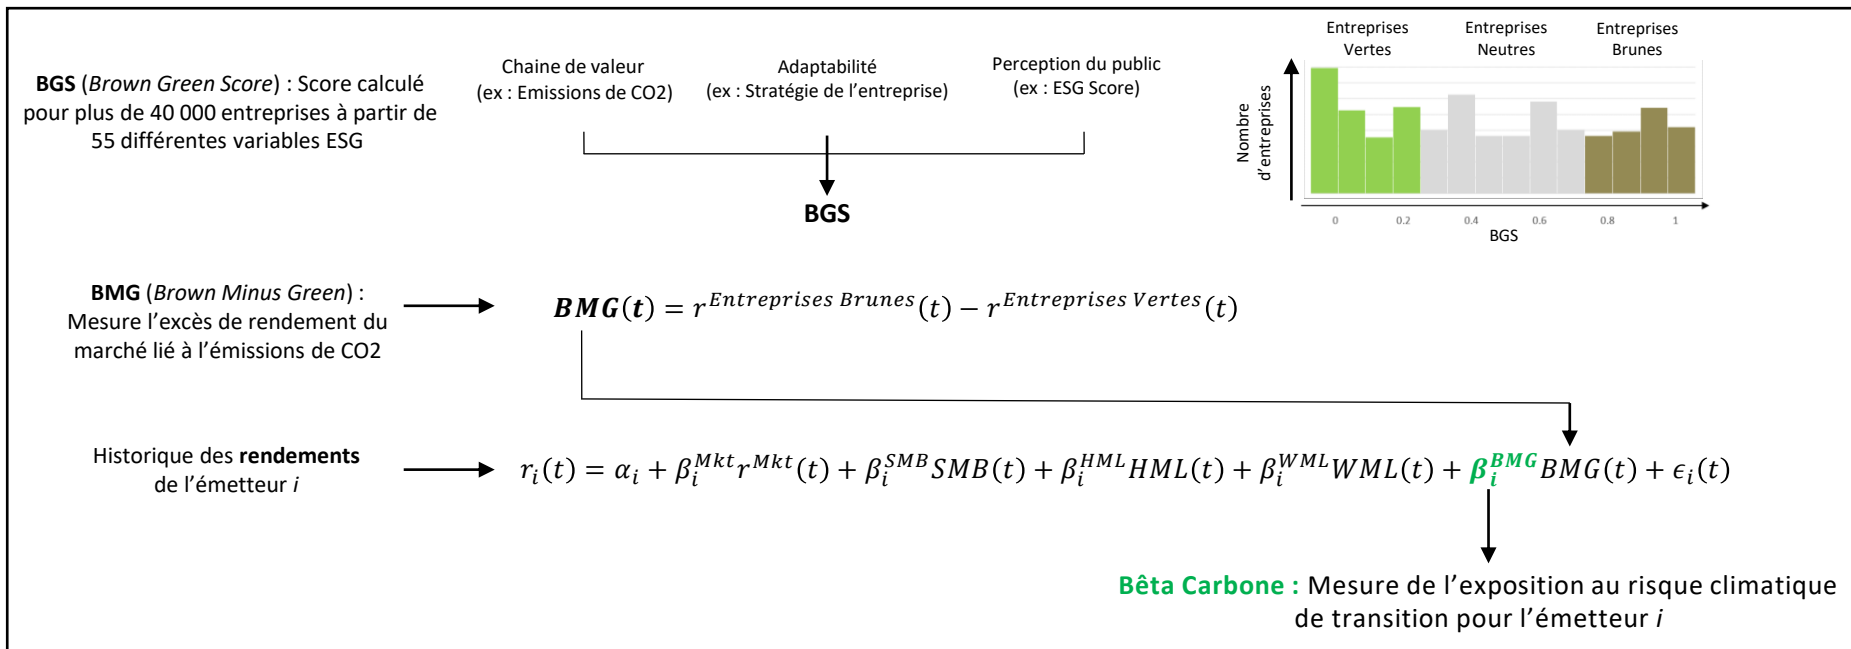 BGS (Brown Green Score) : Score calculé
pour plus de 40 000 entreprises à partir de
55 différentes variables ESG
Chaine de valeur
(ex : Emissions de CO2)
Adaptabilité
(ex : Stratégie de l’entreprise)
Perception du public
(ex : ESG Score)
BGS
Entreprises
Vertes
Entreprises
Neutres
Entreprises
Brunes
Nombre
d’entreprises
0 0.2 0.4 0.6 0.8 1
BGS
BMG (Brown Minus Green) :
Mesure l’excès de rendement du
marché lié à l’émissions de CO2
BMG(t) = r^{Entreprises Brunes}(t) − r^{Entreprises Vertes}(t)
Historique des rendements
de l’émetteur i
r_i(t) = α_i + β_i^{Mkt} r^{Mkt}(t) + β_i^{SMB} SMB(t) + β_i^{HML} HML(t) + β_i^{WML} WML(t) + β_i^{BMG} BMG(t) + ϵ_i(t)
Bêta Carbone : Mesure de l’exposition au risque climatique
de transition pour l’émetteur i